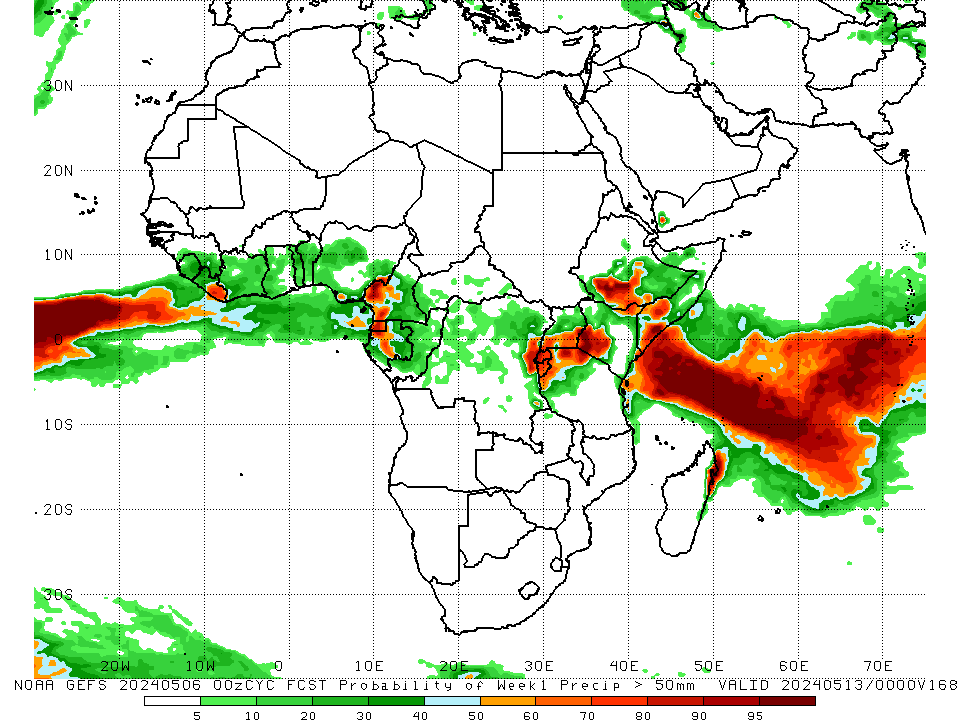 30N
20N
10N
0
10S
20S
30S
20W 10W 0 10E 20E 30E 40E 50E 60E 70E
NOAA GEFS 20240506 00zCYC FCST Probability of Week1 Precip > 50mm VALID 20240513/0000V168
5 10 20 30 40 50 60 70 80 90 95